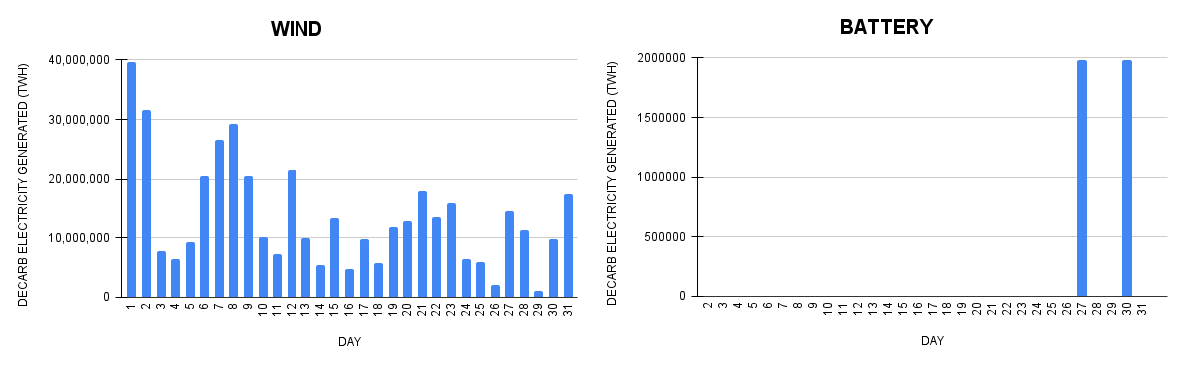 WIND
DECARB ELECTRICITY GENERATED (TWH)
40,000,000
30,000,000
20,000,000
10,000,000
0
1 2 3 4 5 6 7 8 9 10 11 12 13 14 15 16 17 18 19 20 21 22 23 24 25 26 27 28 29 30 31
DAY
BATTERY
DECARB ELECTRICITY GENERATED (TWH)
2000000
1500000
1000000
500000
0
2 3 4 5 6 7 8 9 10 11 12 13 14 15 16 17 18 19 20 21 22 23 24 25 26 27 28 29 30 31
DAY